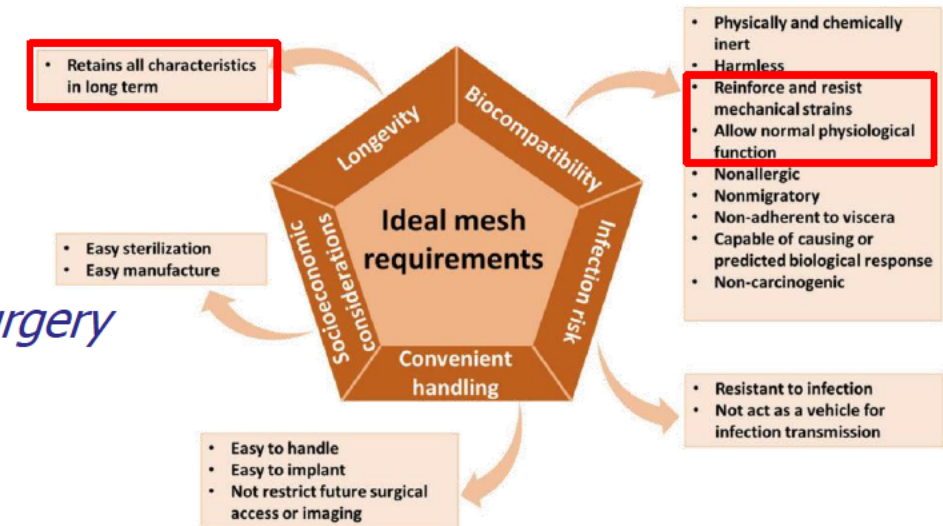 • Retains all characteristics
in long term
• Physically and chemically
inert
• Harmless
• Reinforce and resist
mechanical strains
• Allow normal physiological
function
• Nonallergic
• Nonmigratory
• Non-adherent to viscera
• Capable of causing or
predicted biological response
• Non-carcinogenic
Longevity
Biocompatibility
Ideal mesh
requirements
Socioeconomic
considerations
Infection risk
Convenient
handling
• Easy sterilization
• Easy manufacture
urgery
• Resistant to infection
• Not act as a vehicle for
infection transmission
• Easy to handle
• Easy to implant
• Not restrict future surgical
access or imaging